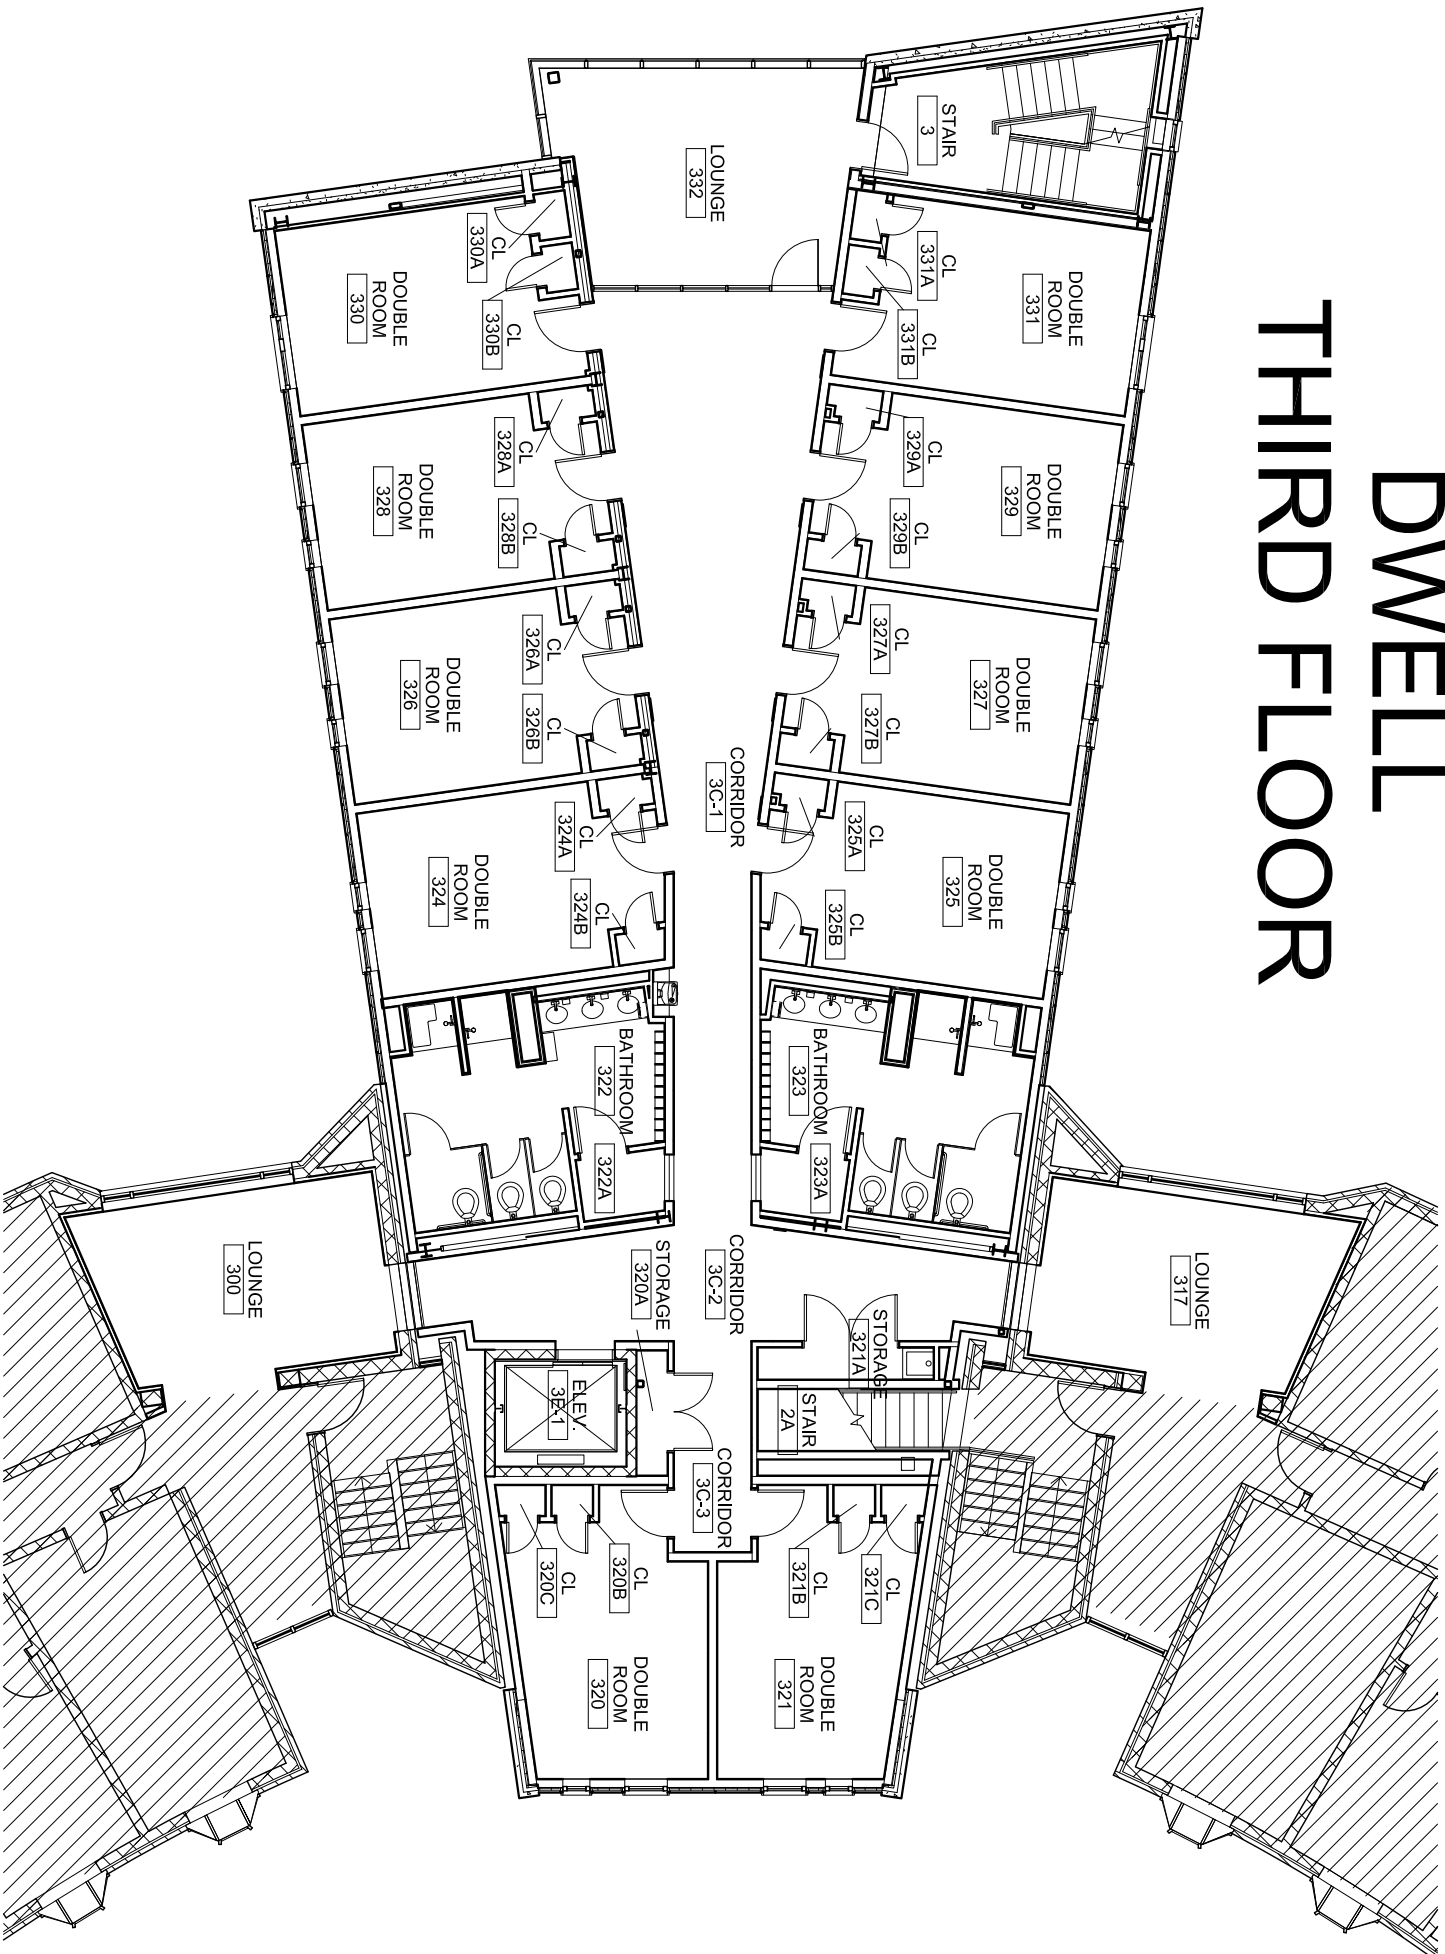 DWELL
THIRD FLOOR
STAIR
3
LOUNGE
332
CL
331A
CL
331B
DOUBLE
ROOM
331
CL
330A
CL
330B
DOUBLE
ROOM
330
CL
329A
CL
329B
DOUBLE
ROOM
329
CL
328A
CL
328B
DOUBLE
ROOM
328
CL
327A
CL
327B
DOUBLE
ROOM
327
CL
326A
CL
326B
DOUBLE
ROOM
326
CORRIDOR
3C-1
CL
325A
CL
325B
DOUBLE
ROOM
325
CL
324A
CL
324B
DOUBLE
ROOM
324
BATHROOM
323
323A
BATHROOM
322
322A
LOUNGE
317
CORRIDOR
3C-2
STORAGE
320A
LOUNGE
300
STORAGE
321A
STAIR
2A
ELEV.
3E-1
CORRIDOR
3C-3
CL
321C
CL
321B
CL
320B
CL
320C
DOUBLE
ROOM
321
DOUBLE
ROOM
320